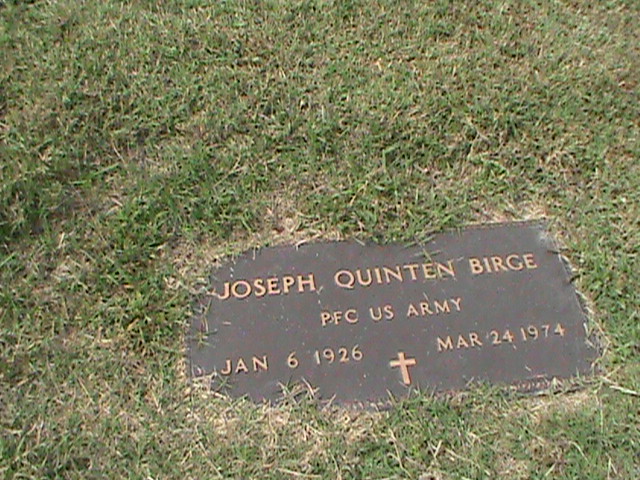 JOSEPH QUINTEN BIRGE
PFC US ARMY
JAN 6 1926 MAR 24 1974